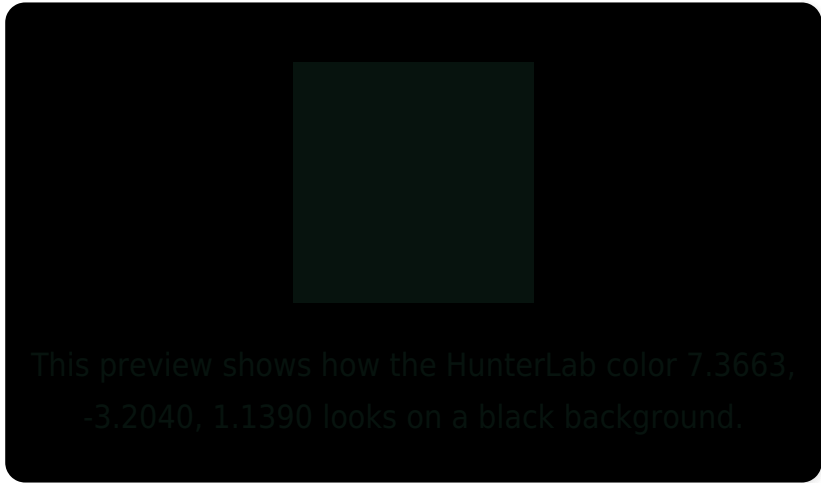 This preview shows how the HunterLab color 7.3663,
-3.2040, 1.1390 looks on a black background.